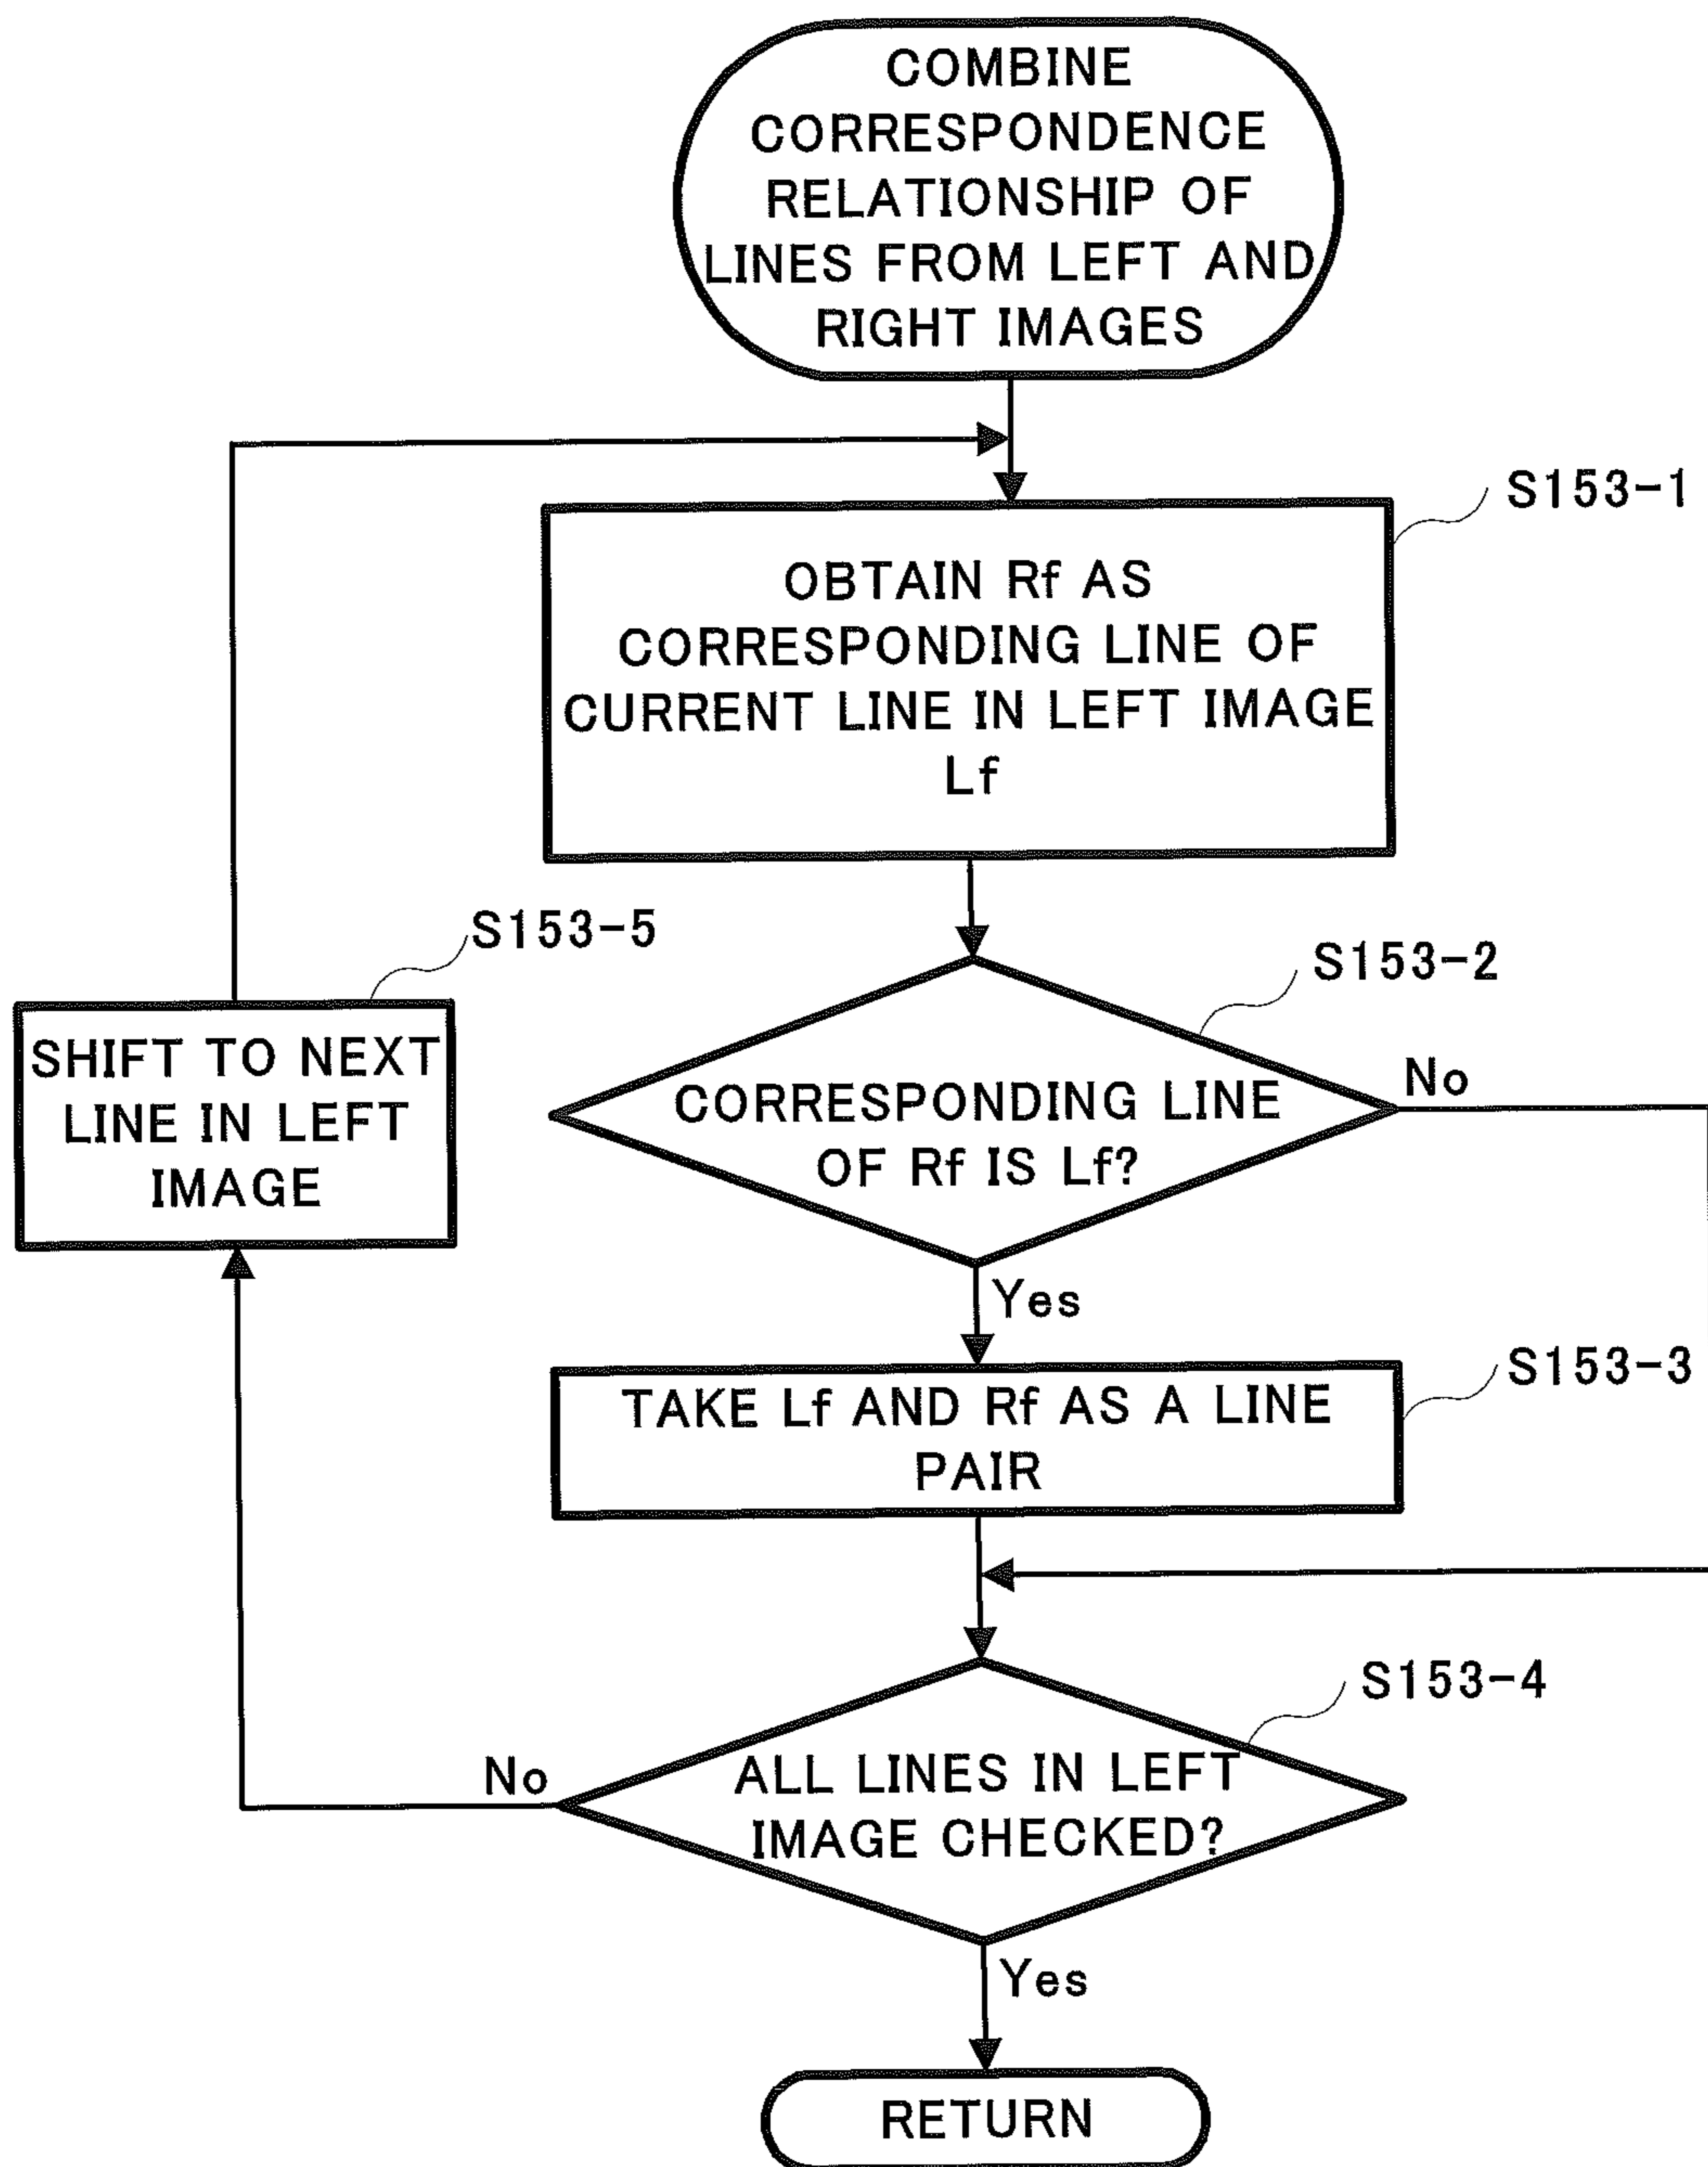 COMBINE
CORRESPONDENCE
RELATIONSHIP OF
LINES FROM LEFT AND
RIGHT IMAGES
S153-1
OBTAIN Rf AS
CORRESPONDING LINE OF
CURRENT LINE IN LEFT IMAGE
Lf
S153-5
SHIFT TO NEXT
LINE IN LEFT
IMAGE
S153-2
CORRESPONDING LINE
OF Rf IS Lf?
No
Yes
S153-3
TAKE Lf AND Rf AS A LINE
PAIR
S153-4
ALL LINES IN LEFT
IMAGE CHECKED?
No
Yes
RETURN